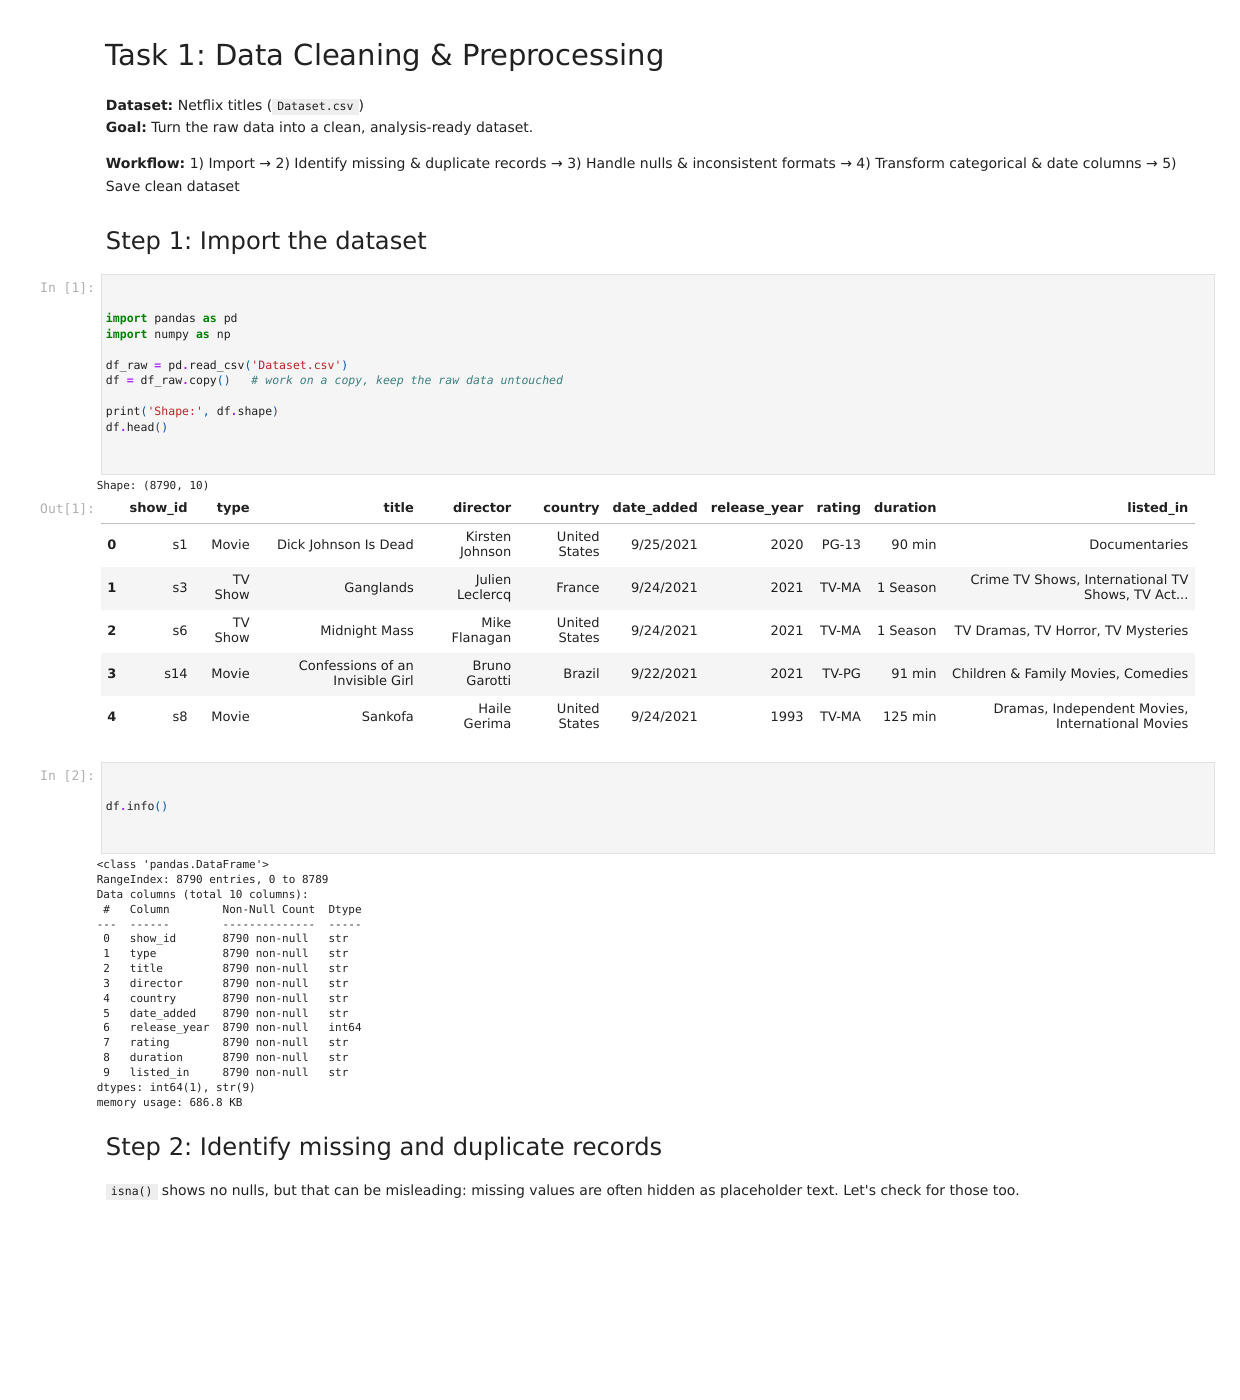 Task 1: Data Cleaning & Preprocessing
Dataset: Netflix titles ( Dataset.csv )
Goal: Turn the raw data into a clean, analysis-ready dataset.
Workflow: 1) Import → 2) Identify missing & duplicate records → 3) Handle nulls & inconsistent formats → 4) Transform categorical & date columns → 5)
Save clean dataset
Step 1: Import the dataset
In [1]:
import pandas as pd
import numpy as np
df_raw = pd.read_csv('Dataset.csv')
df = df_raw.copy()   # work on a copy, keep the raw data untouched
print('Shape:', df.shape)
df.head()
Shape: (8790, 10)
Out[1]:
show_id type title director country date_added release_year rating duration listed_in
0 s1 Movie Dick Johnson Is Dead Kirsten Johnson United States 9/25/2021 2020 PG-13 90 min Documentaries
1 s3 TV Show Ganglands Julien Leclercq France 9/24/2021 2021 TV-MA 1 Season Crime TV Shows, International TV Shows, TV Act...
2 s6 TV Show Midnight Mass Mike Flanagan United States 9/24/2021 2021 TV-MA 1 Season TV Dramas, TV Horror, TV Mysteries
3 s14 Movie Confessions of an Invisible Girl Bruno Garotti Brazil 9/22/2021 2021 TV-PG 91 min Children & Family Movies, Comedies
4 s8 Movie Sankofa Haile Gerima United States 9/24/2021 1993 TV-MA 125 min Dramas, Independent Movies, International Movies
In [2]:
df.info()
<class 'pandas.DataFrame'>
RangeIndex: 8790 entries, 0 to 8789
Data columns (total 10 columns):
 #   Column        Non-Null Count  Dtype
---  ------        --------------  -----
 0   show_id       8790 non-null   str
 1   type          8790 non-null   str
 2   title         8790 non-null   str
 3   director      8790 non-null   str
 4   country       8790 non-null   str
 5   date_added    8790 non-null   str
 6   release_year  8790 non-null   int64
 7   rating        8790 non-null   str
 8   duration      8790 non-null   str
 9   listed_in     8790 non-null   str
dtypes: int64(1), str(9)
memory usage: 686.8 KB
Step 2: Identify missing and duplicate records
isna() shows no nulls, but that can be misleading: missing values are often hidden as placeholder text. Let's check for those too.